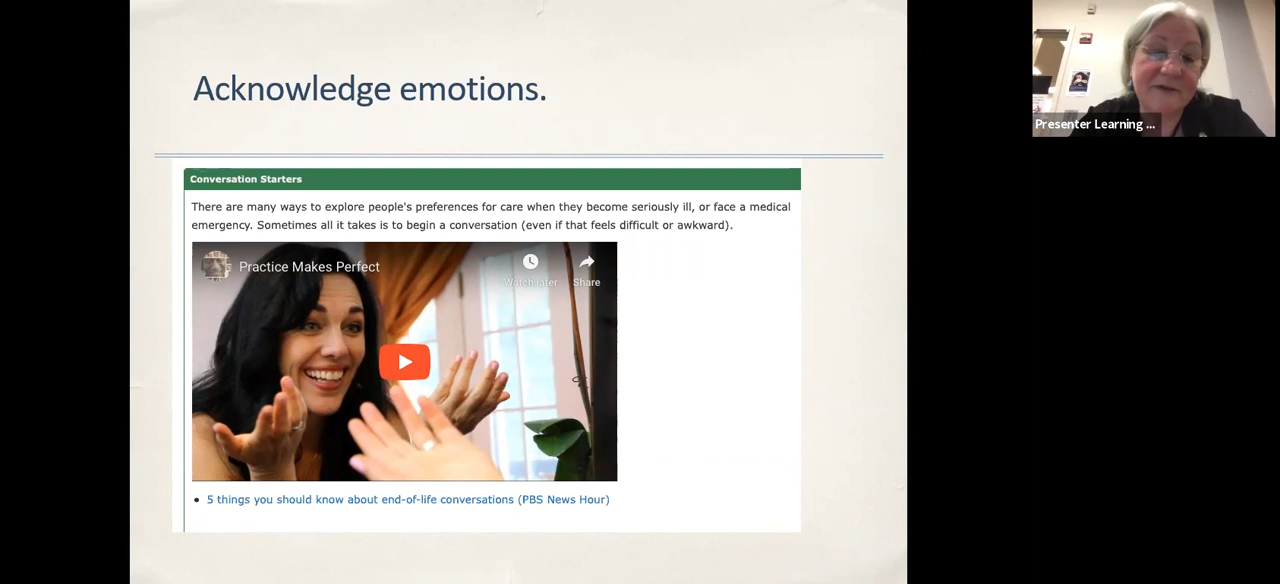 Acknowledge emotions.
Conversation Starters
There are many ways to explore people's preferences for care when they become seriously ill, or face a medical
emergency. Sometimes all it takes is to begin a conversation (even if that feels difficult or awkward).
Practice Makes Perfect
Watch later
Share
• 5 things you should know about end-of-life conversations (PBS News Hour)
Presenter Learning ...